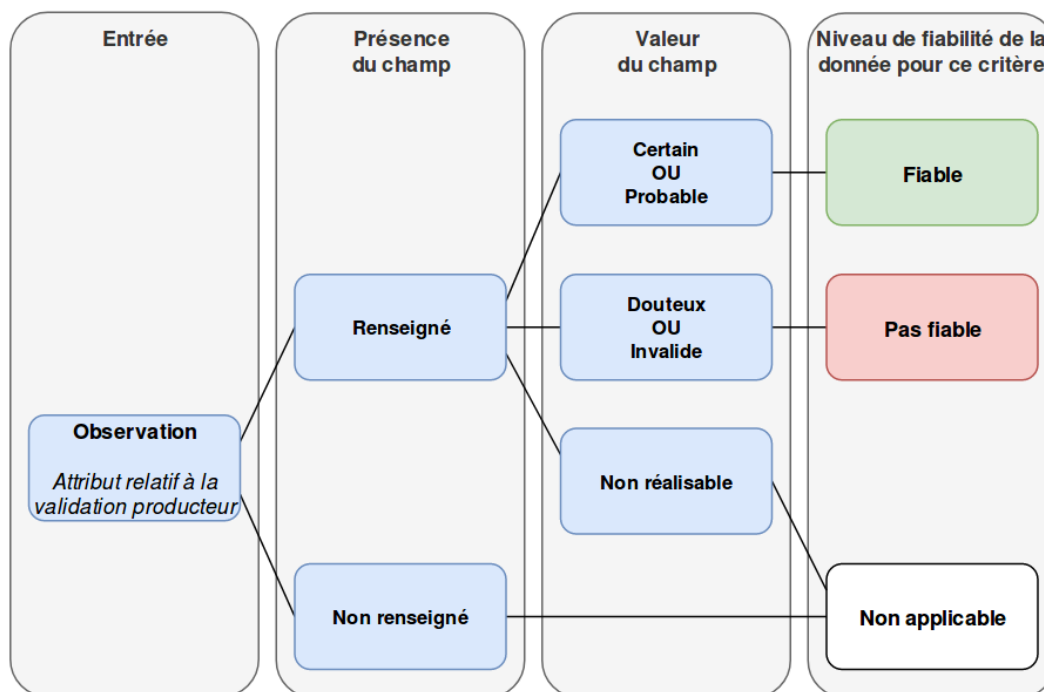 Entrée
Présence
du champ
Valeur
du champ
Niveau de fiabilité de la
donnée pour ce critère
Certain
OU
Probable
Fiable
Renseigné
Douteux
OU
Invalide
Pas fiable
Observation
Attribut relatif à la
validation producteur
Non réalisable
Non renseigné
Non applicable